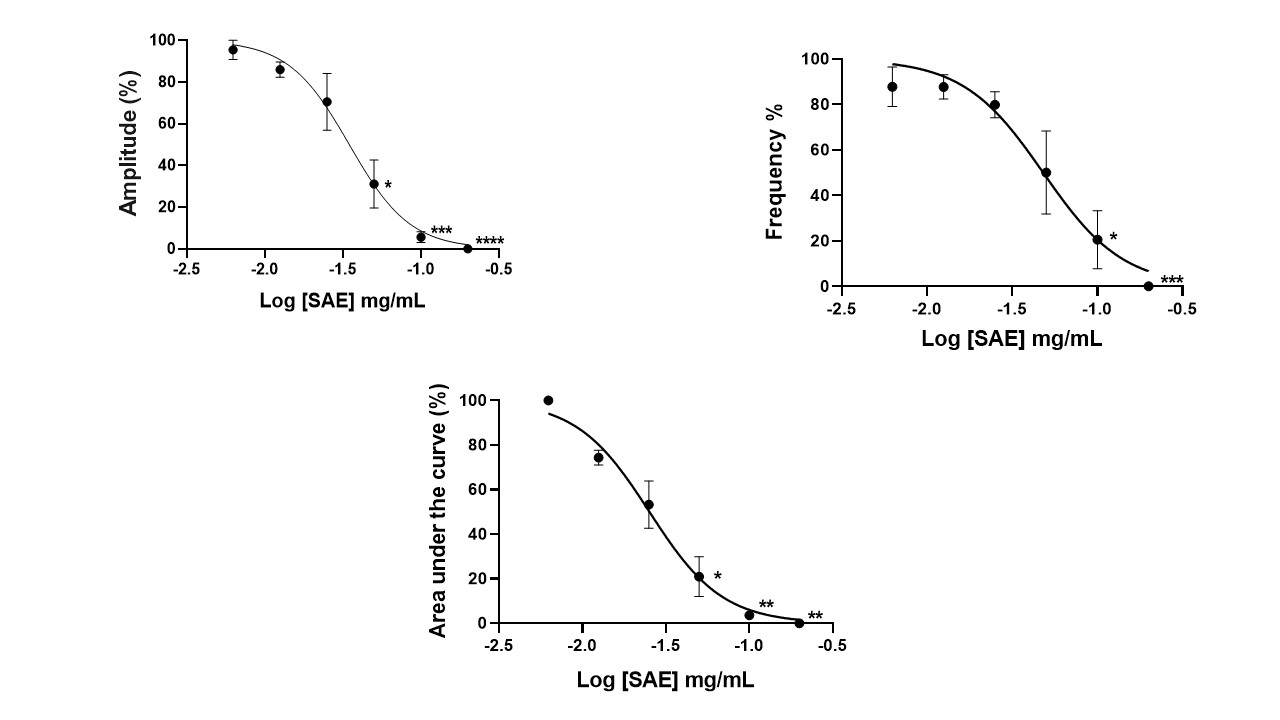 Amplitude (%)
100
80
60
40
20
0
*
***
****
-2.5 -2.0 -1.5 -1.0 -0.5
Log [SAE] mg/mL
Frequency %
100
80
60
40
20
0
*
***
-2.5 -2.0 -1.5 -1.0 -0.5
Log [SAE] mg/mL
Area under the curve (%)
100
80
60
40
20
0
*
**
**
-2.5 -2.0 -1.5 -1.0 -0.5
Log [SAE] mg/mL